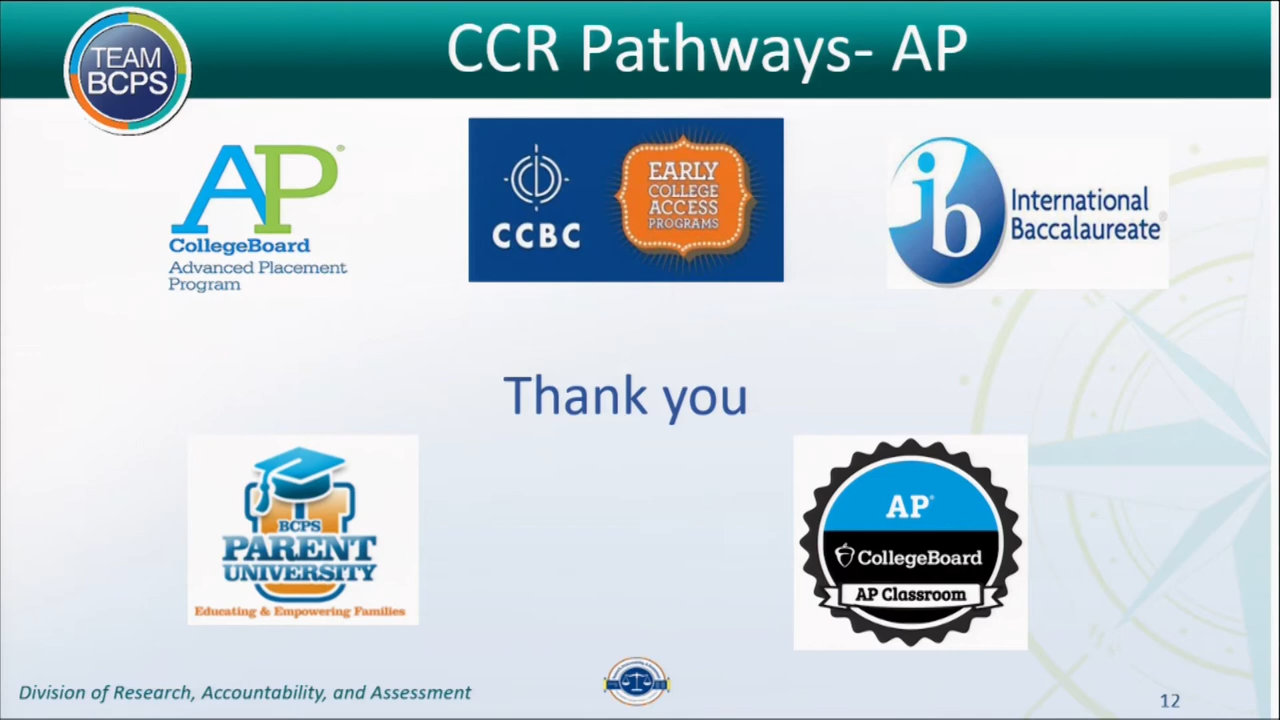 TEAM
BCPS
CCR Pathways- AP
AP®
CollegeBoard
Advanced Placement
Program
CCBC
EARLY
COLLEGE
ACCESS
PROGRAMS
ib
International
Baccalaureate®
Thank you
BCPS
PARENT
UNIVERSITY
Educating & Empowering Families
AP®
CollegeBoard
AP Classroom
Division of Research, Accountability, and Assessment
12